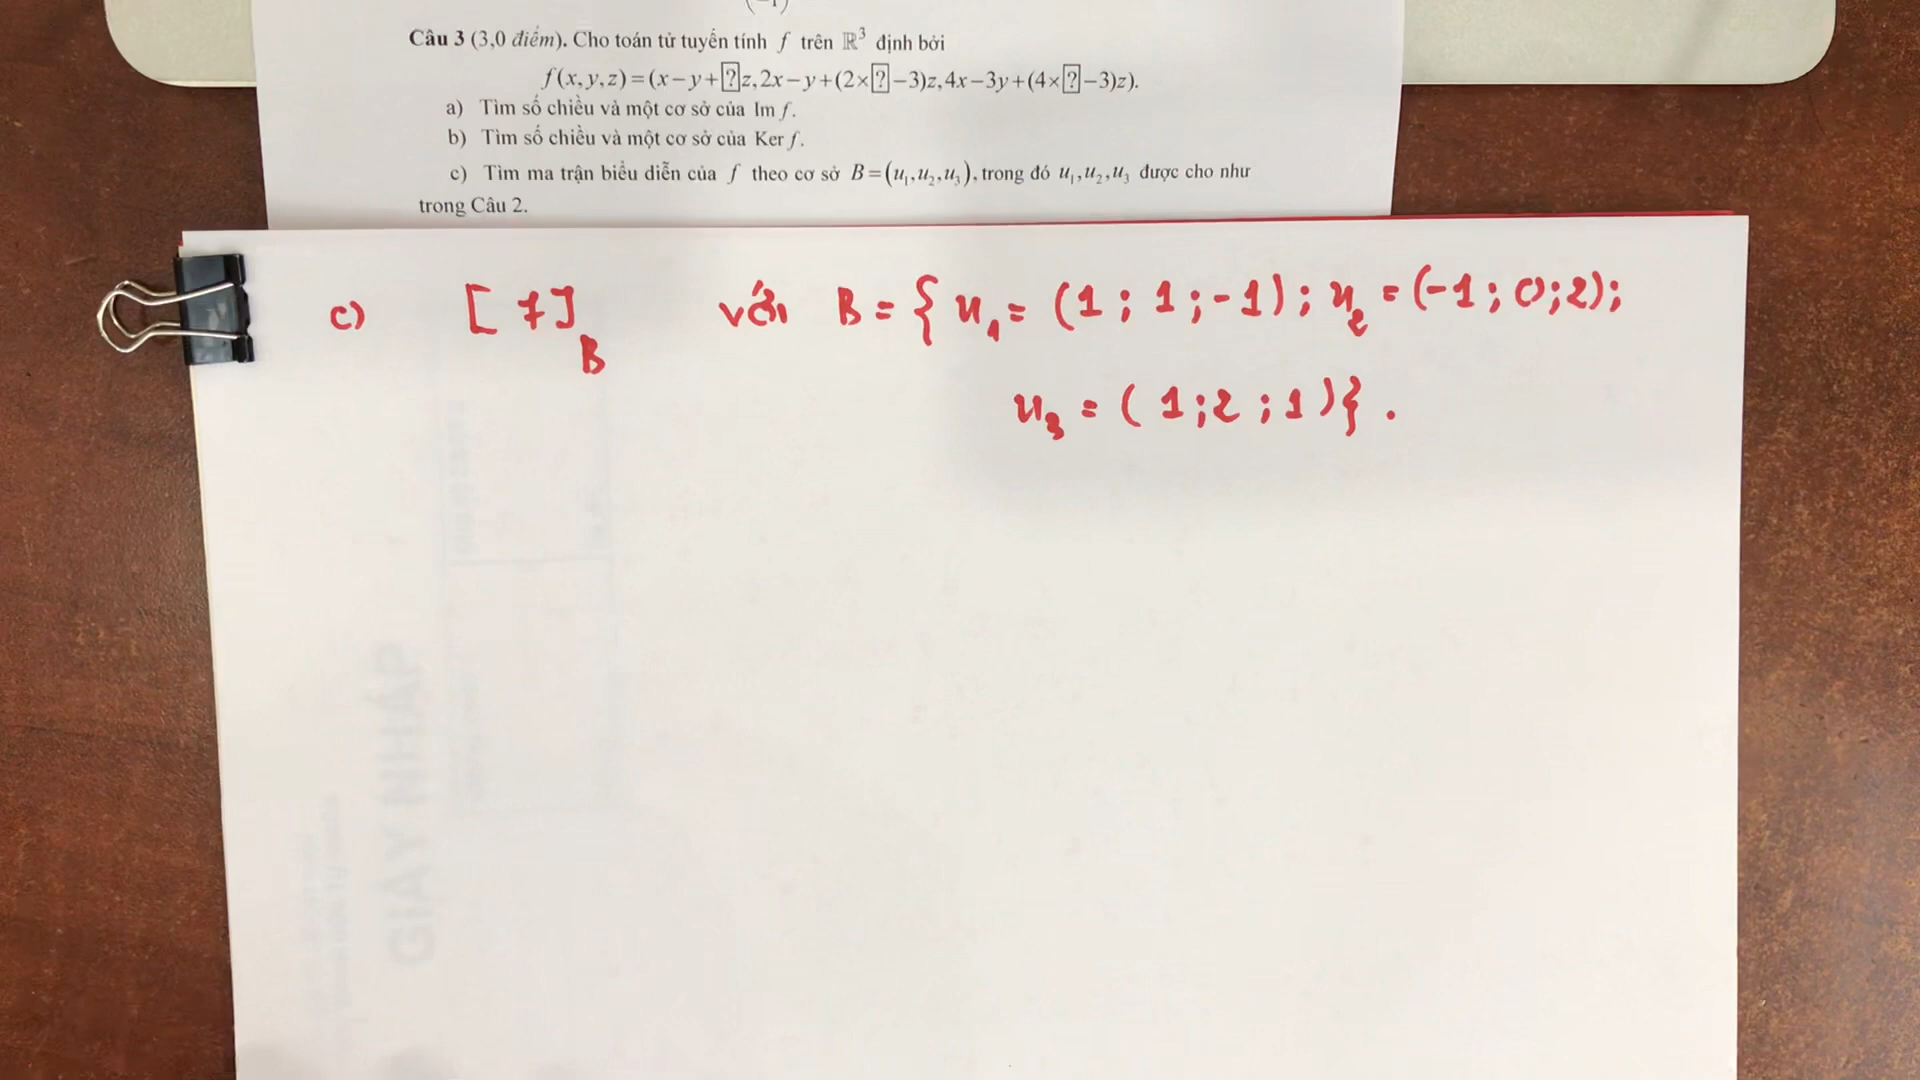 Câu 3 (3,0 điểm). Cho toán tử tuyến tính f trên ℝ³ định bởi
f(x,y,z)=(x−y+[?]z,2x−y+(2×[?]−3)z,4x−3y+(4×[?]−3)z).
a) Tìm số chiều và một cơ sở của Im f.
b) Tìm số chiều và một cơ sở của Ker f.
c) Tìm ma trận biểu diễn của f theo cơ sở B=(u₁,u₂,u₃), trong đó u₁,u₂,u₃ được cho như
trong Câu 2.
c) [f]_B với B = { u₁ = (1 ; 1 ; -1) ; u₂ = (-1 ; 0 ; 2);
u₃ = ( 1 ; 2 ; 1 )} .
GIẤY NHÁP